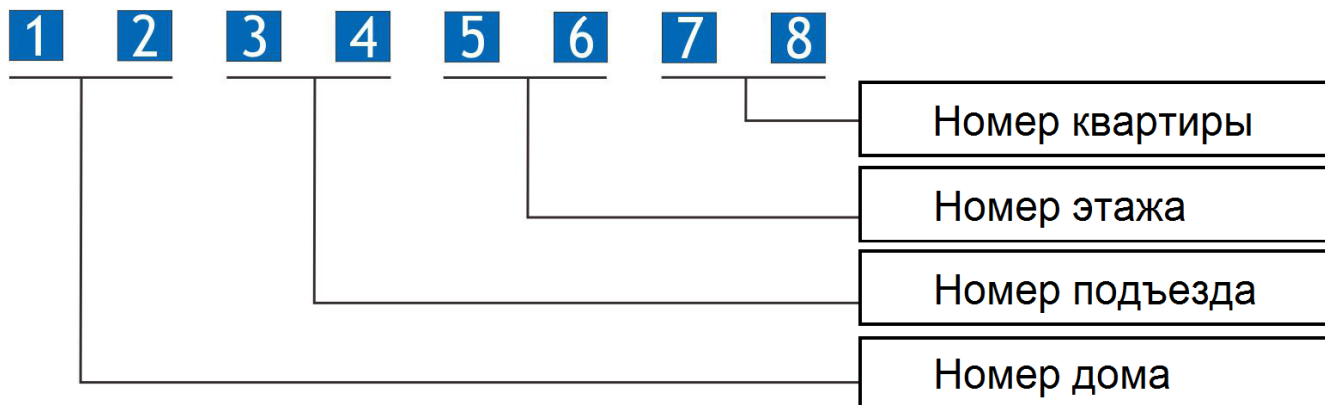 1 2 3 4 5 6 7 8
Номер квартиры
Номер этажа
Номер подъезда
Номер дома